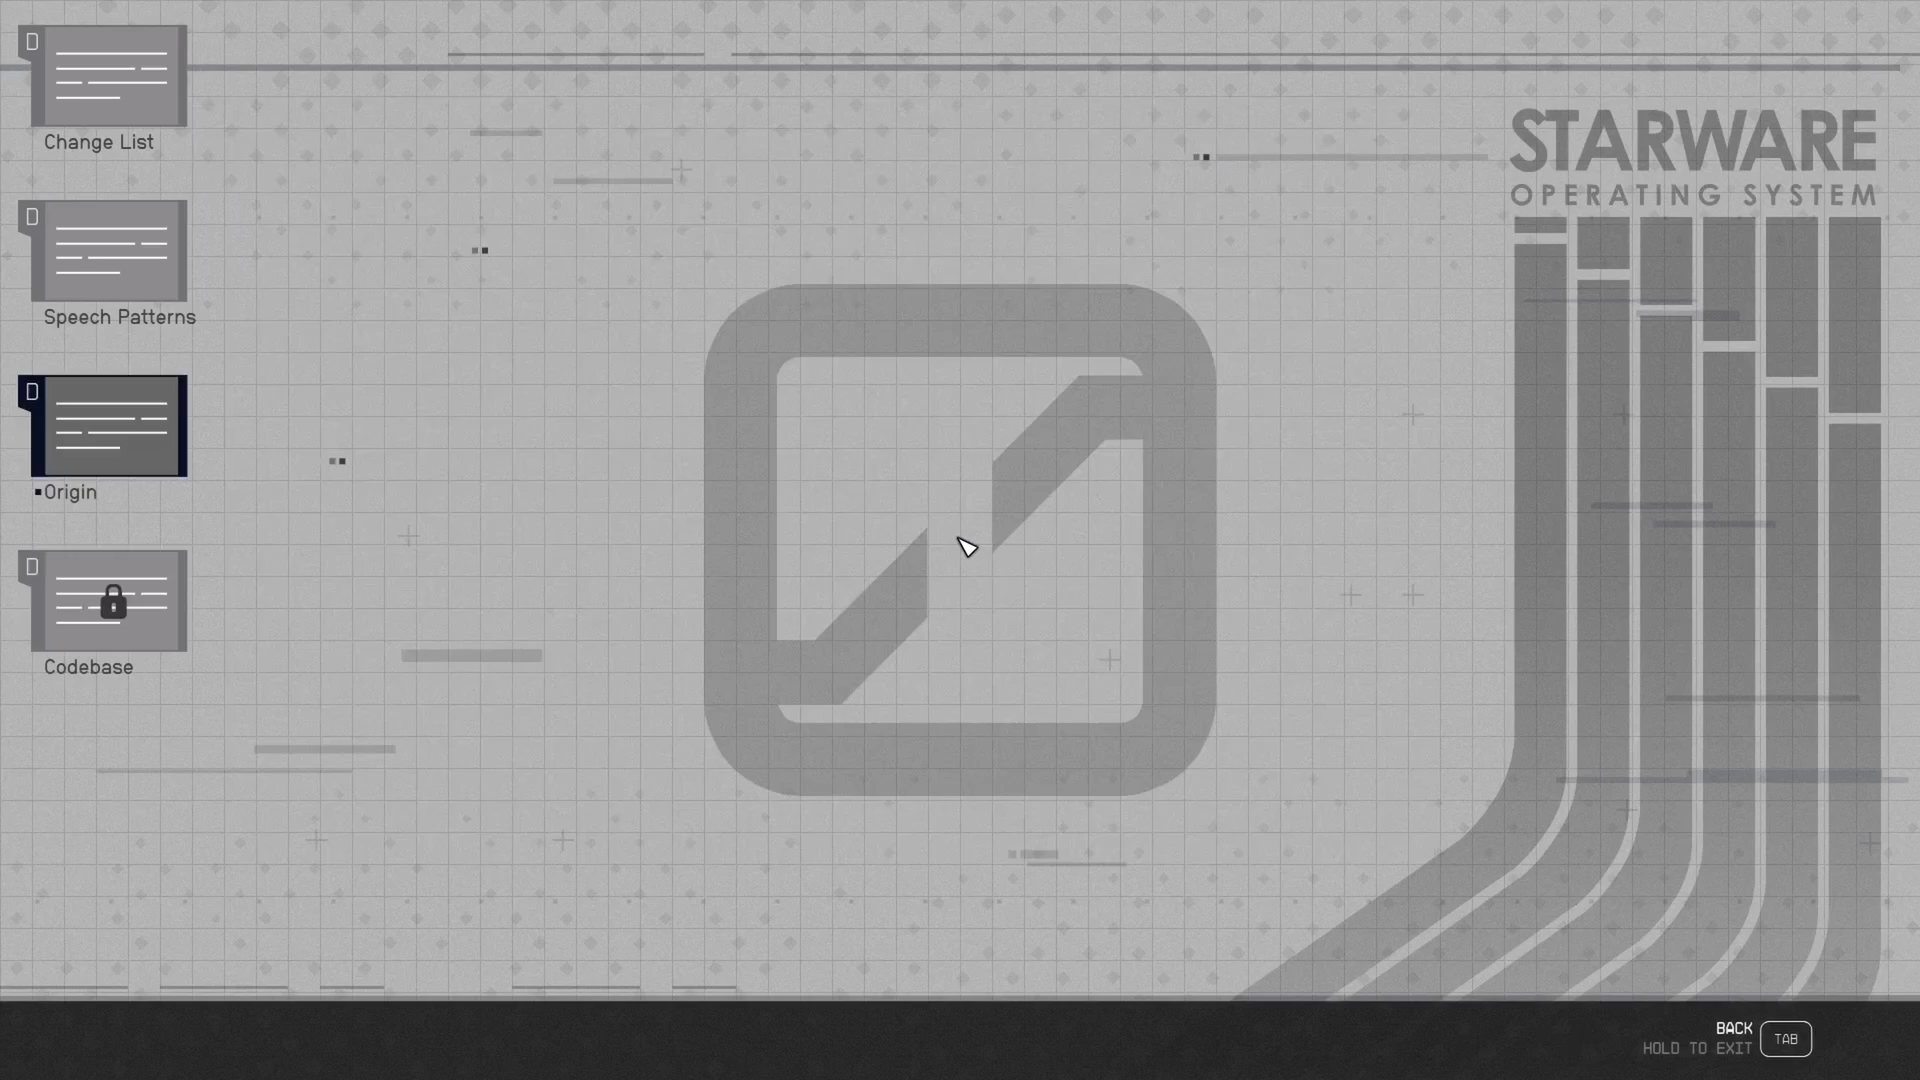 Change List
Speech Patterns
Origin
Codebase
STARWARE
OPERATING SYSTEM
BACK
HOLD TO EXIT
TAB